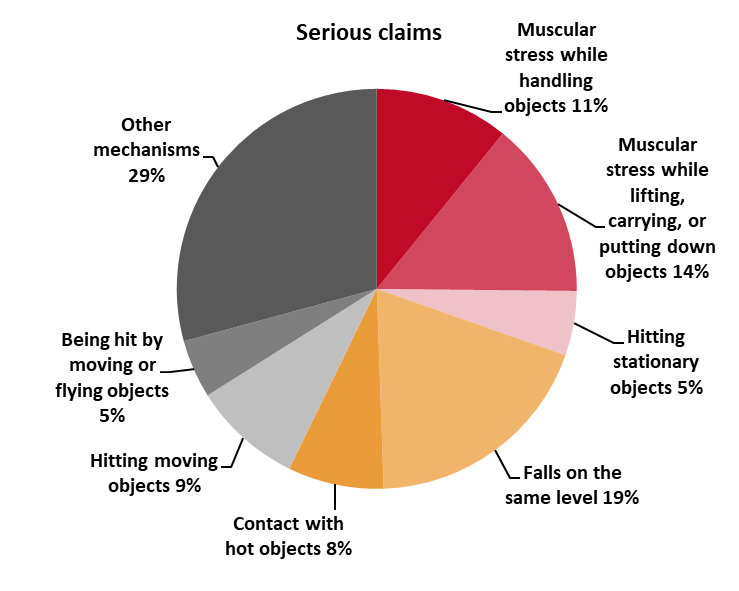 Serious claims
Muscular
stress while
handling
objects 11%
Muscular
stress while
lifting,
carrying, or
putting down
objects 14%
Hitting
stationary
objects 5%
Falls on the
same level 19%
Contact with
hot objects 8%
Hitting moving
objects 9%
Being hit by
moving or
flying objects
5%
Other
mechanisms
29%